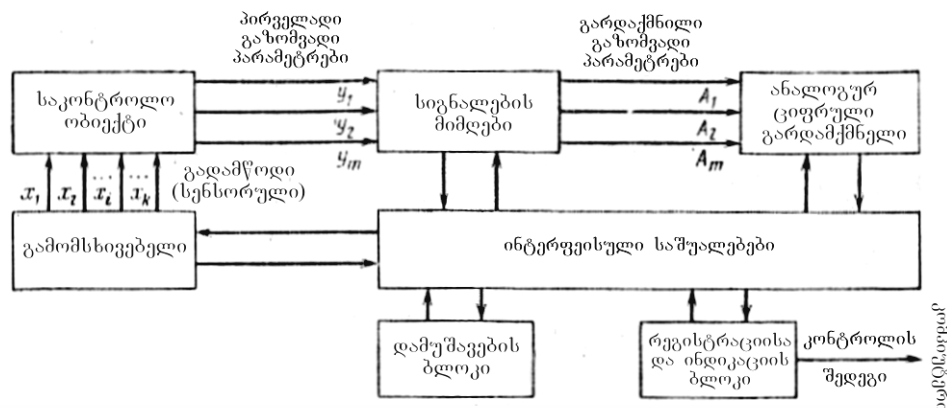 პირველადი
გაზომვადი
პარამეტრები
გარდაქმნილი
გაზომვადი
პარამეტრები
საკონტროლო
ობიექტი
y₁
y₂
yₘ
სიგნალების
მიმღები
A₁
A₂
Aₘ
ანალოგურ
ციფრული
გარდამქმნელი
x₁ x₂ ... xᵢ ... xₖ
გადამწოდი
(სენსორული)
გამომსხივებელი
ინტერფეისული საშუალებები
დამუშავების
ბლოკი
რეგისტრაციისა
და ინდიკაციის
ბლოკი
კონტროლის
შედეგი